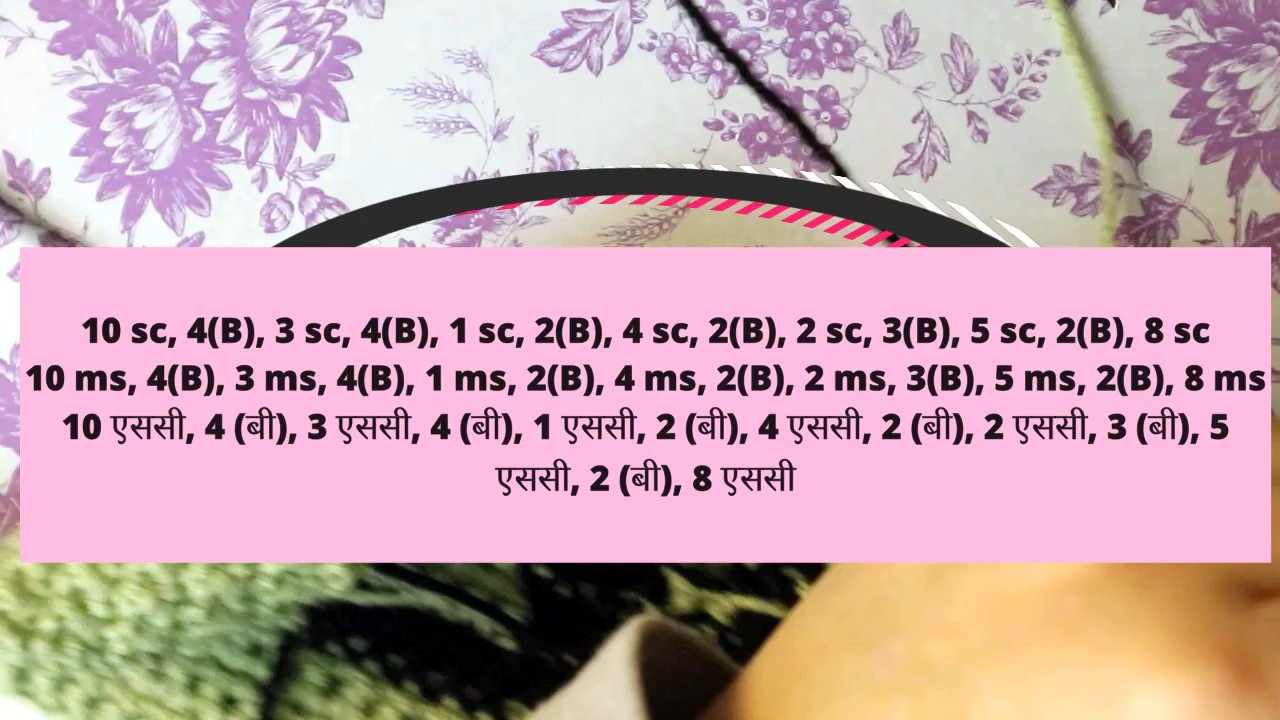 10 sc, 4(B), 3 sc, 4(B), 1 sc, 2(B), 4 sc, 2(B), 2 sc, 3(B), 5 sc, 2(B), 8 sc
10 ms, 4(B), 3 ms, 4(B), 1 ms, 2(B), 4 ms, 2(B), 2 ms, 3(B), 5 ms, 2(B), 8 ms
10 एससी, 4 (बी), 3 एससी, 4 (बी), 1 एससी, 2 (बी), 4 एससी, 2 (बी), 2 एससी, 3 (बी), 5
एससी, 2 (बी), 8 एससी